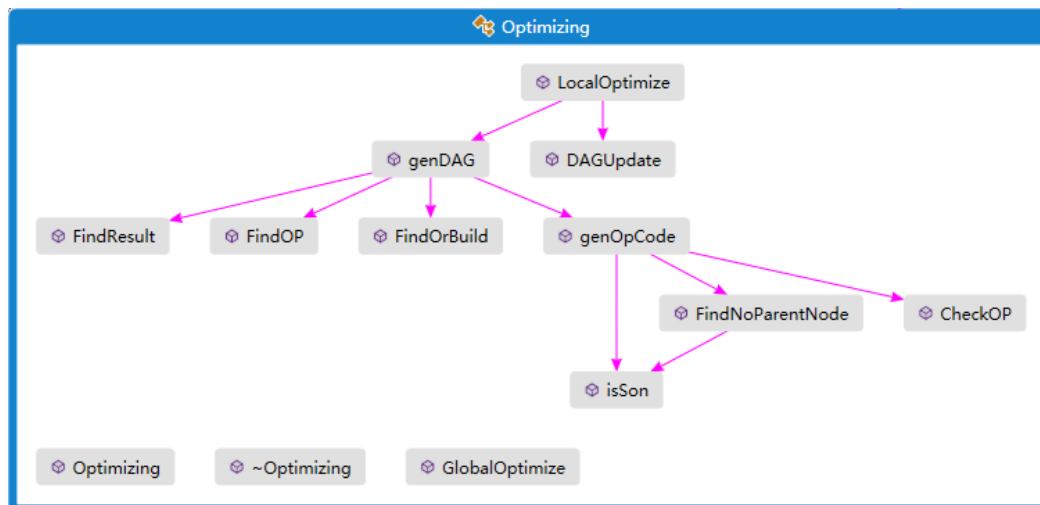 Optimizing
LocalOptimize
genDAG
DAGUpdate
FindResult
FindOP
FindOrBuild
genOpCode
FindNoParentNode
CheckOP
isSon
Optimizing
~Optimizing
GlobalOptimize